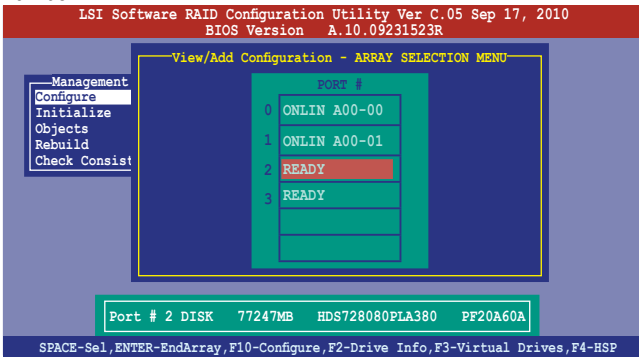 LSI Software RAID Configuration Utility Ver C.05 Sep 17, 2010
BIOS Version A.10.09231523R
View/Add Configuration - ARRAY SELECTION MENU
Management
Configure
Initialize
Objects
Rebuild
Check Consist
PORT #
0 ONLIN A00-00
1 ONLIN A00-01
2 READY
3 READY
Port # 2 DISK 77247MB HDS728080PLA380 PF20A60A
SPACE-Sel,ENTER-EndArray,F10-Configure,F2-Drive Info,F3-Virtual Drives,F4-HSP